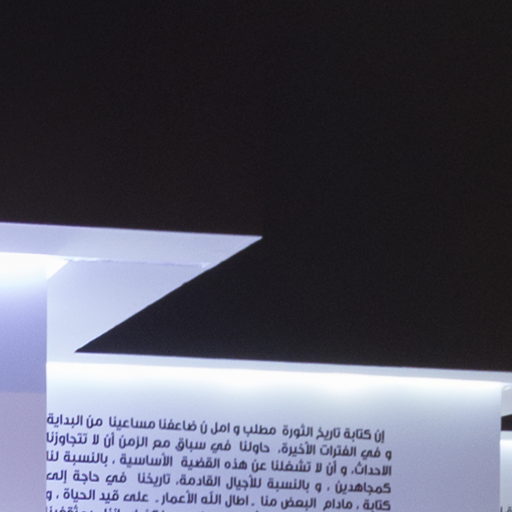 إن كتابة تاريخ الثورة مطلب و امل ن ضاعفنا مساعينا من البداية
و في الفترات الأخيرة، حاولنا في سباق مع الزمن أن لا تتجاوزنا
الاحداث، و أن لا تشغلنا عن هذه القضية الأساسية ، بالنسبة لنا
كمجاهدين ، و بالنسبة للأجيال القادمة، تاريخنا في حاجة إلى
كتابة ، مادام البعض منا ، اطال الله الأعمار، على قيد الحياة ، و